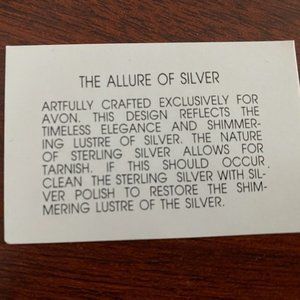 THE ALLURE OF SILVER
ARTFULLY CRAFTED EXCLUSIVELY FOR
AVON. THIS DESIGN REFLECTS THE
TIMELESS ELEGANCE AND SHIMMER-
ING LUSTRE OF SILVER. THE NATURE
OF STERLING SILVER ALLOWS FOR
TARNISH. IF THIS SHOULD OCCUR
CLEAN THE STERLING SILVER WITH SIL-
VER POLISH TO RESTORE THE SHIM-
MERING LUSTRE OF THE SILVER.